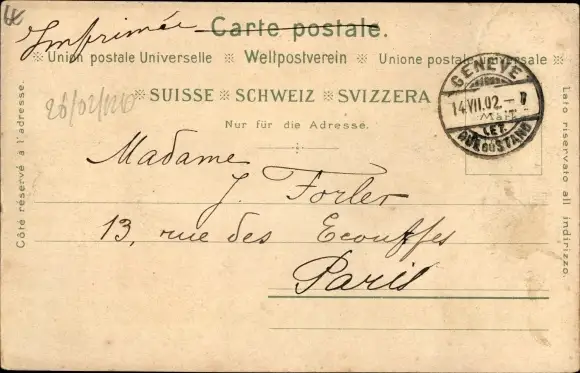 Imprimée
Carte postale.
Union postale Universelle ※ Weltpostverein ※ Unione postale universale ※
※ SUISSE ※ SCHWEIZ ※ SVIZZERA
Nur für die Adresse.
Côté réservé à l'adresse.
Lato riservato all indirizzo.
GENÈVE
14.VII.02.
LET.
Madame
J. Forler
13, rue des Ecouffes
Paris